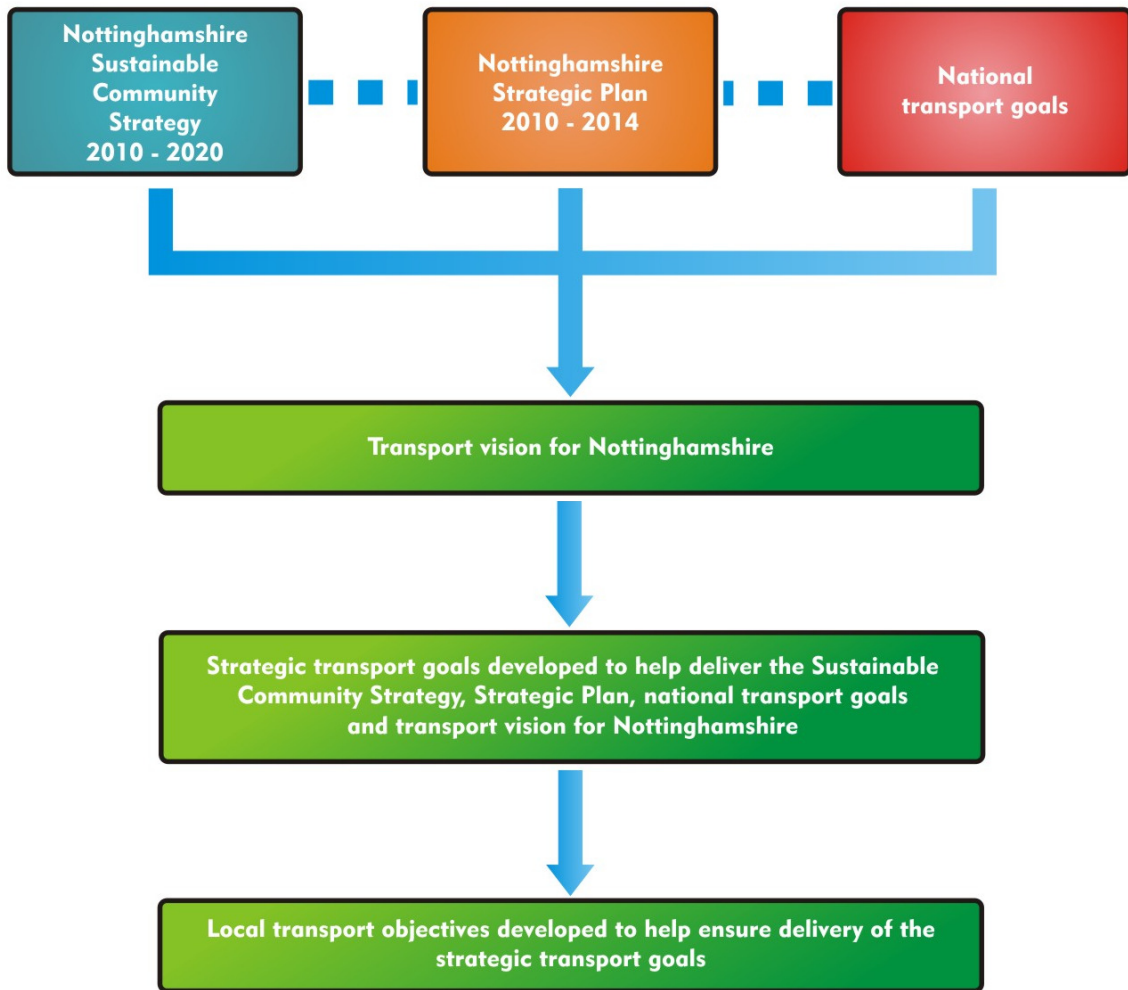 Nottinghamshire
Sustainable
Community
Strategy
2010 - 2020
Nottinghamshire
Strategic Plan
2010 - 2014
National
transport goals
Transport vision for Nottinghamshire
Strategic transport goals developed to help deliver the Sustainable
Community Strategy, Strategic Plan, national transport goals
and transport vision for Nottinghamshire
Local transport objectives developed to help ensure delivery of the
strategic transport goals